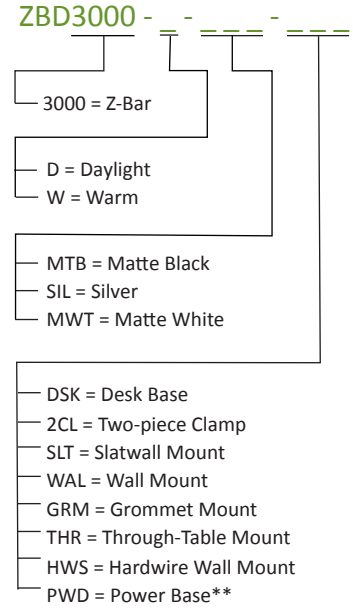 ZBD3000 - _ - _ _ _ - _ _ _
3000 = Z-Bar
D = Daylight
W = Warm
MTB = Matte Black
SIL = Silver
MWT = Matte White
DSK = Desk Base
2CL = Two-piece Clamp
SLT = Slatwall Mount
WAL = Wall Mount
GRM = Grommet Mount
THR = Through-Table Mount
HWS = Hardwire Wall Mount
PWD = Power Base**